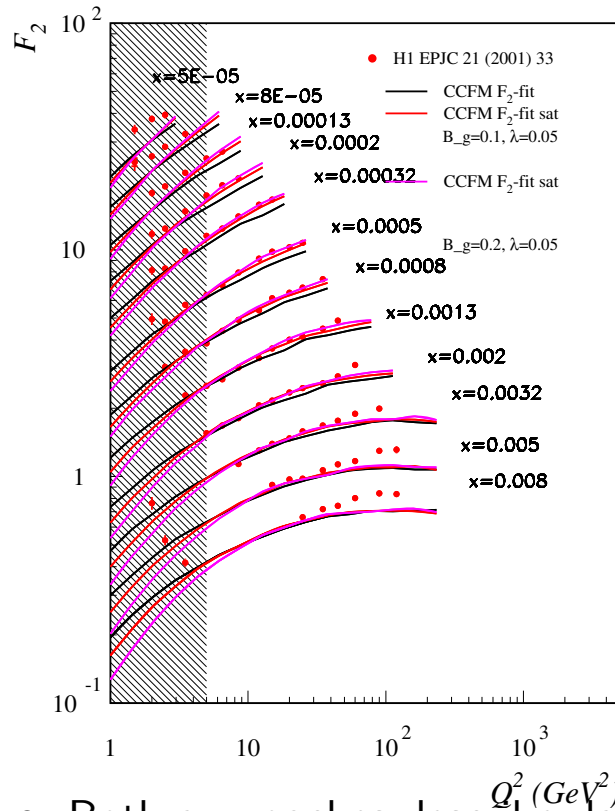 F2
10^2
10
1
10^-1
H1 EPJC 21 (2001) 33
CCFM F2-fit
CCFM F2-fit sat
B_g=0.1, λ=0.05
CCFM F2-fit sat
B_g=0.2, λ=0.05
x=5E-05
x=8E-05
x=0.00013
x=0.0002
x=0.00032
x=0.0005
x=0.0008
x=0.0013
x=0.002
x=0.0032
x=0.005
x=0.008
1
10
10^2
10^3
Q^2 (GeV^2)